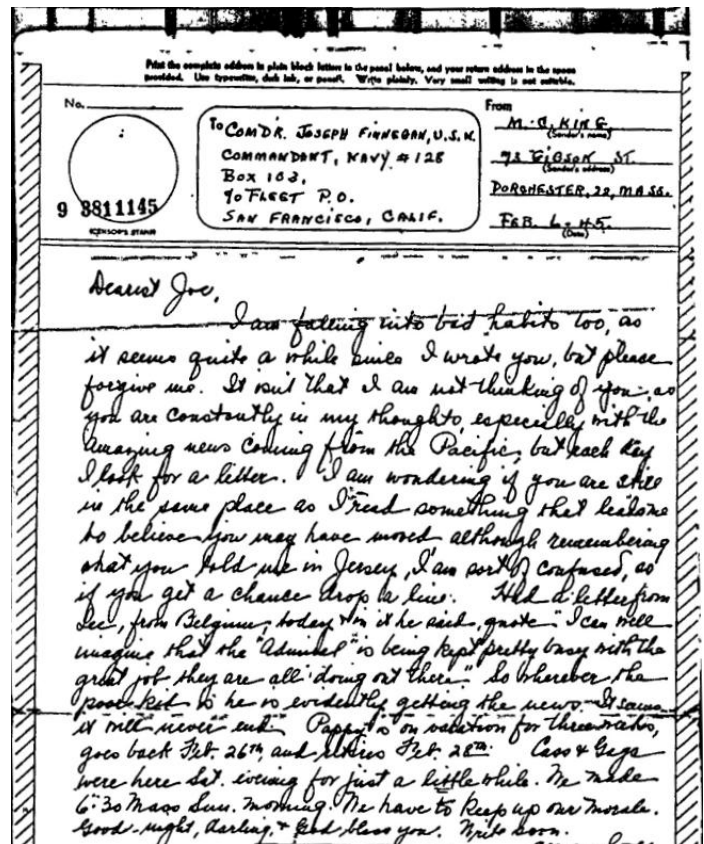 Print the complete address in plain block letters in the panel below, and your return address in the space
provided. Use typewriter, dark ink, or pencil. Write plainly. Very small writing is not suitable.
No.
From
To COMDR. JOSEPH FINNEGAN, U.S.N.
COMMANDANT, NAVY # 128
BOX 103,
℅ FLEET P.O.
SAN FRANCISCO, CALIF.
M. C. KING
(Sender's name)
93 GIBSON ST.
(Sender's address)
DORCHESTER, 22, MASS.
FEB. 6-45.
(Date)
9 3811145
CENSOR'S STAMP
Dearest Joe,
I am falling into bad habits too, as
it seems quite a while since I wrote you, but please
forgive me. It isn't that I am not thinking of you, as
you are constantly in my thoughts, especially with the
amazing news coming from the Pacific, but each day
I look for a letter. I am wondering if you are still
in the same place as I read something that leads me
to believe you may have moved although remembering
what you told me in Jersey, I'm sort of confused, so
if you get a chance drop a line. Had a letter from
Lee, from Belgium, today & in it he said, quote "I can well
imagine that the "Admiral" is being kept pretty busy with the
great job they are all doing out there." So wherever the
poor kid is he is evidently getting the news. It seems
it will never end. Pappy is on vacation for three weeks,
goes back Feb. 26th, and retires Feb. 28th. Cass & Gega
were here Sat. evening for just a little while. We made
6:30 Mass Sun. morning. We have to keep up our morale.
Good-night, darling, & God bless you. Write soon.